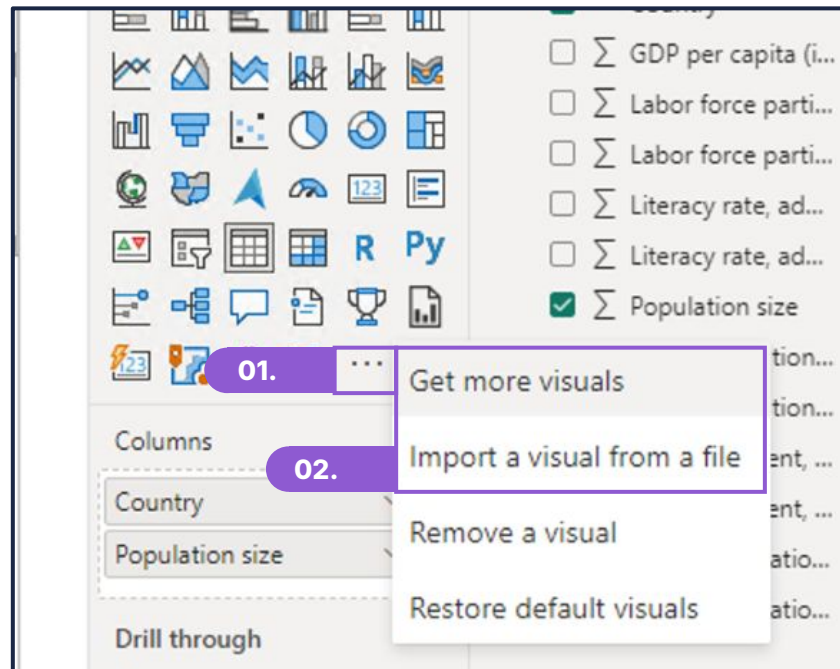 Country
GDP per capita (i...
Labor force parti...
Labor force parti...
Literacy rate, ad...
123
Literacy rate, ad...
R Py
Population size
123
01.
...
Get more visuals
tion...
tion...
Columns
02.
Import a visual from a file
ent, ...
Country
ent, ...
Remove a visual
Population size
atio...
Restore default visuals
atio...
Drill through